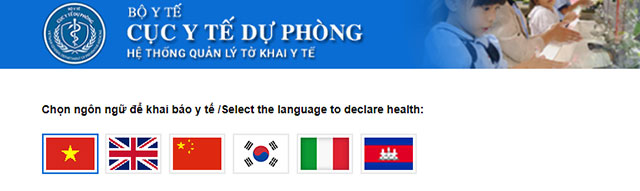 BỘ Y TẾ
CỤC Y TẾ DỰ PHÒNG
HỆ THỐNG QUẢN LÝ TỜ KHAI Y TẾ
Chọn ngôn ngữ để khai báo y tế /Select the language to declare health: